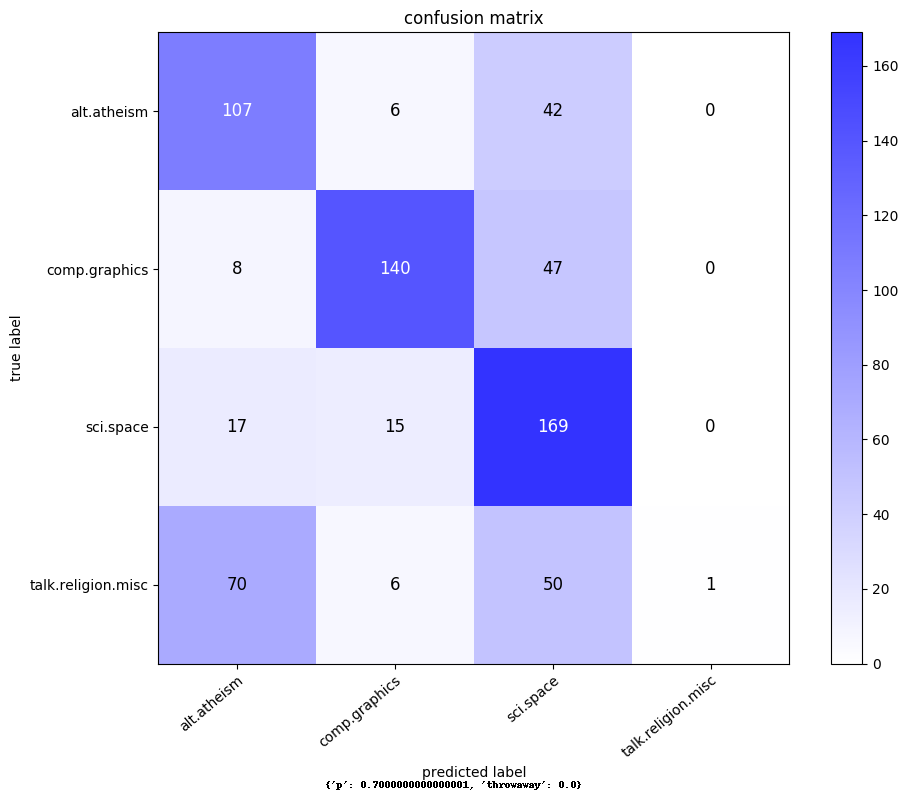 confusion matrix
alt.atheism 107 6 42 0
comp.graphics 8 140 47 0
sci.space 17 15 169 0
talk.religion.misc 70 6 50 1
true label
alt.atheism comp.graphics sci.space talk.religion.misc
predicted label
{'p': 0.7000000000000001, 'throwaway': 0.0}
160
140
120
100
80
60
40
20
0